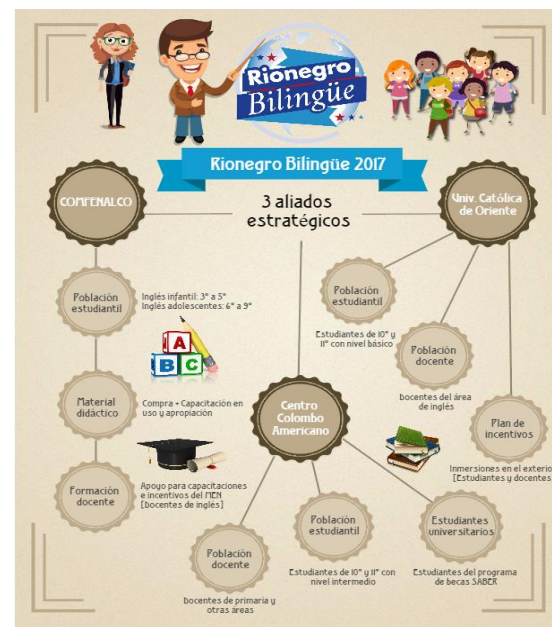 Rionegro
Bilingüe
Rionegro Bilingüe 2017
3 aliados
estratégicos
COMFENALCO
Población
estudiantil
Inglés infantil: 3° a 5°
Inglés adolescentes: 6° a 9°
A
B C
Material
didáctico
Compra + Capacitación en
uso y apropiación
Formación
docente
Apoyo para capacitaciones
e incentivos del MEN
[Docentes de inglés]
Centro
Colombo
Americano
Población
docente
Docentes de primaria y
otras áreas
Población
estudiantil
Estudiantes de 10° y 11° con
nivel intermedio
Estudiantes
universitarios
Estudiantes del programa
de becas SABER
Univ. Católica
de Oriente
Población
estudiantil
Estudiantes de 10° y
11° con nivel básico
Población
docente
Docentes del área
de inglés
Plan de
incentivos
Inmersiones en el exterior
[Estudiantes y docentes]